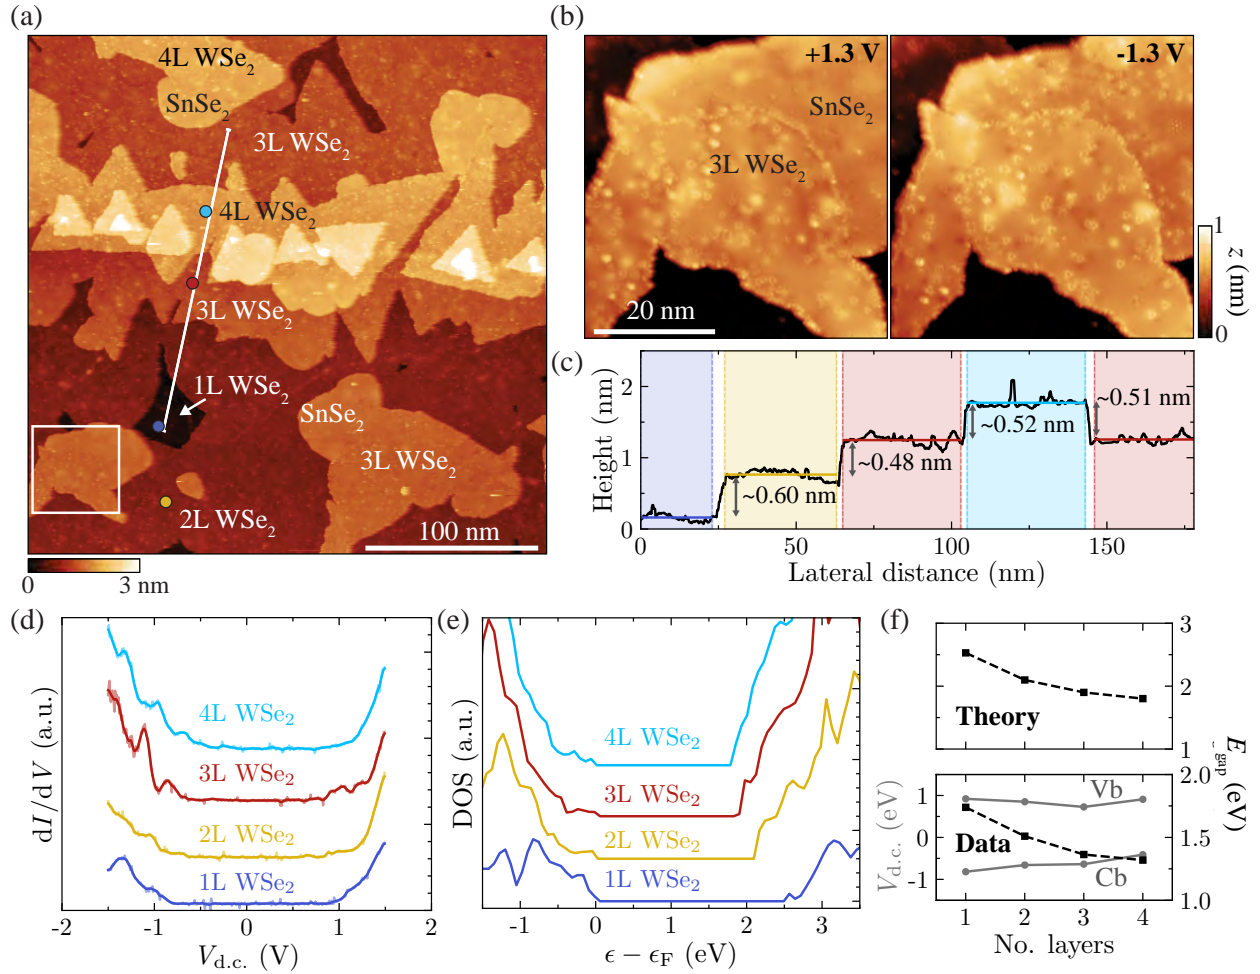 (a)
4L WSe2
SnSe2
3L WSe2
4L WSe2
3L WSe2
1L WSe2
SnSe2
3L WSe2
2L WSe2
100 nm
0 3 nm
(b)
+1.3 V
-1.3 V
SnSe2
3L WSe2
20 nm
1
z (nm)
0
(c)
Height (nm)
2
1
0
~0.60 nm
~0.48 nm
~0.52 nm
~0.51 nm
0 50 100 150
Lateral distance (nm)
(d)
dI/dV (a.u.)
4L WSe2
3L WSe2
2L WSe2
1L WSe2
-2 -1 0 1 2
Vd.c. (V)
(e)
DOS (a.u.)
4L WSe2
3L WSe2
2L WSe2
1L WSe2
-1 0 1 2 3
ϵ − ϵF (eV)
(f)
3
2
1
Theory
Egap (eV)
Vd.c. (eV)
1
0
-1
Vb
Data
Cb
2.0
1.5
1.0
1 2 3 4
No. layers